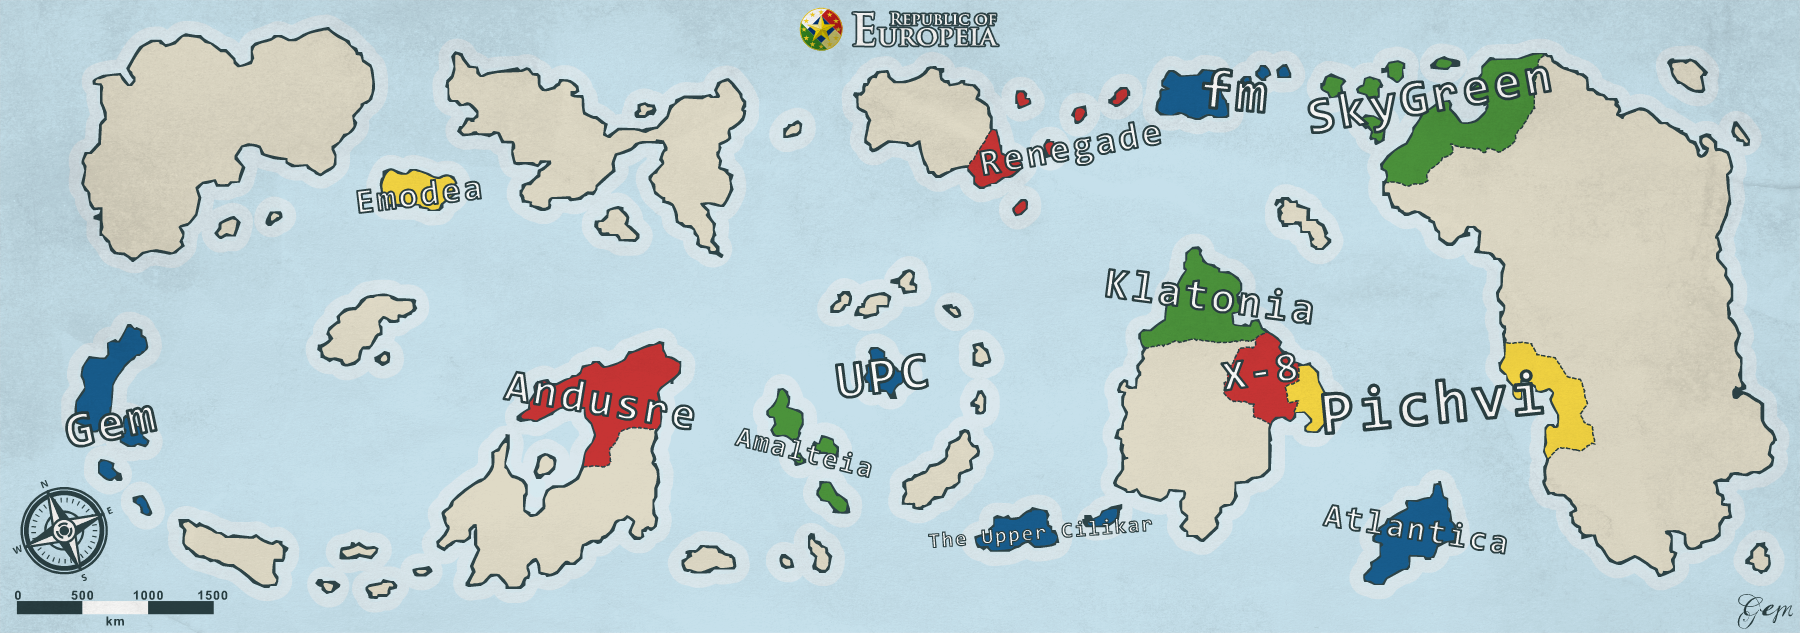 REPUBLIC OF
EUROPEIA
fm
SkyGreen
Renegade
Emodea
Klatonia
UPC
X-8
Andusre
Pichvi
Gem
Amalteia
The Upper Cilikar
Atlantica
N
E
W
S
0 500 1000 1500
km
Gem